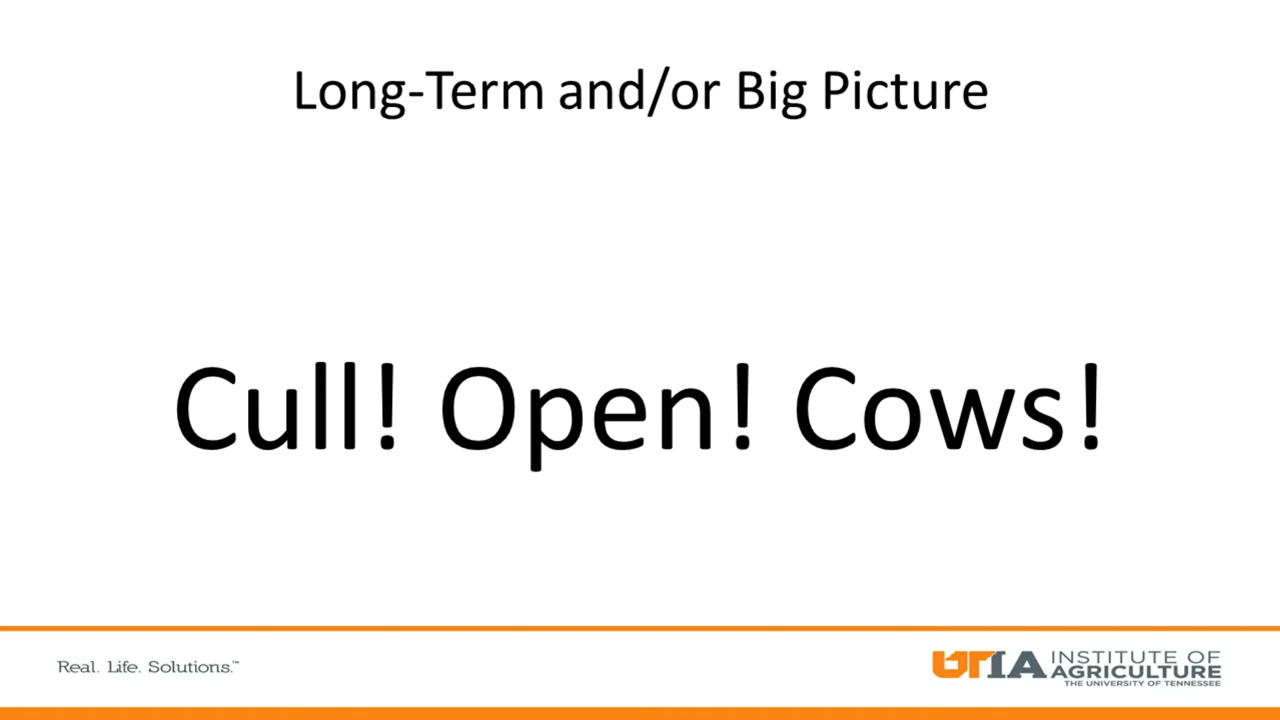 Long-Term and/or Big Picture
Cull! Open! Cows!
Real. Life. Solutions.™
UTIA INSTITUTE OF
AGRICULTURE
THE UNIVERSITY OF TENNESSEE